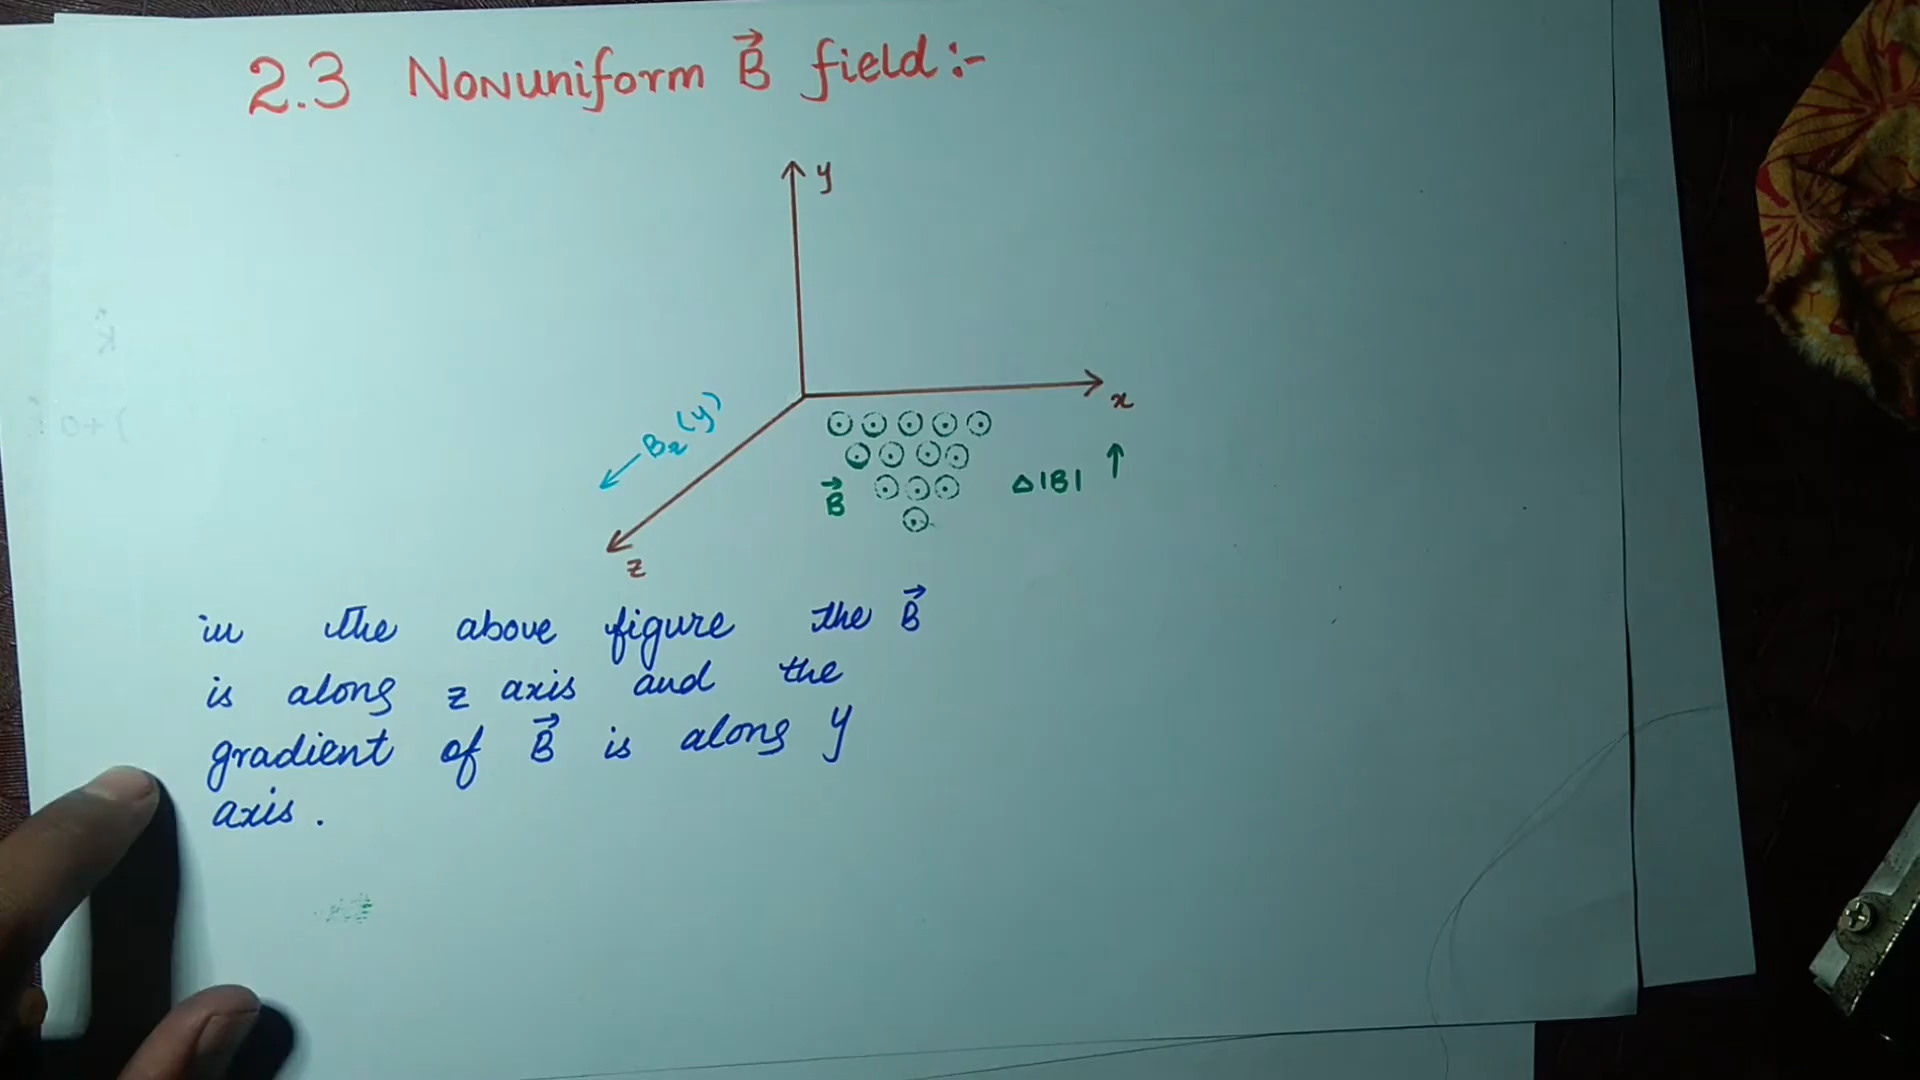 2.3 Nonuniform B⃗ field :-
y
x
B_z(y)
B⃗
Δ|B| ↑
z
in the above figure the B⃗
is along z axis and the
gradient of B⃗ is along y
axis.